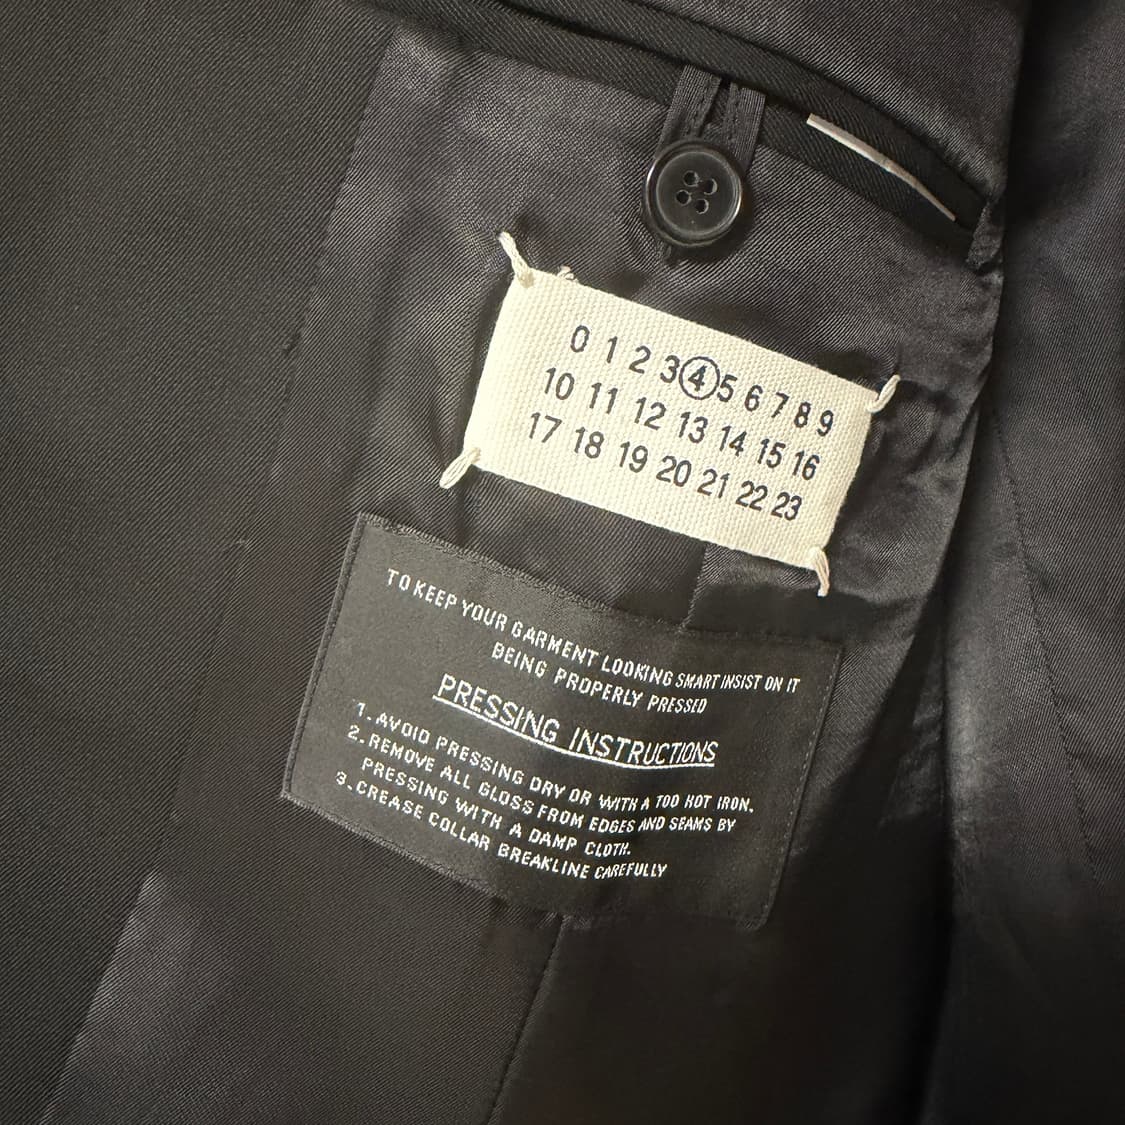 0 1 2 3 4 5 6 7 8 9
10 11 12 13 14 15 16
17 18 19 20 21 22 23
TO KEEP YOUR GARMENT LOOKING SMART INSIST ON IT
BEING PROPERLY PRESSED
PRESSING INSTRUCTIONS
1. AVOID PRESSING DRY OR WITH A TOO HOT IRON.
2. REMOVE ALL GLOSS FROM EDGES AND SEAMS BY
PRESSING WITH A DAMP CLOTH.
3. CREASE COLLAR BREAKLINE CAREFULLY